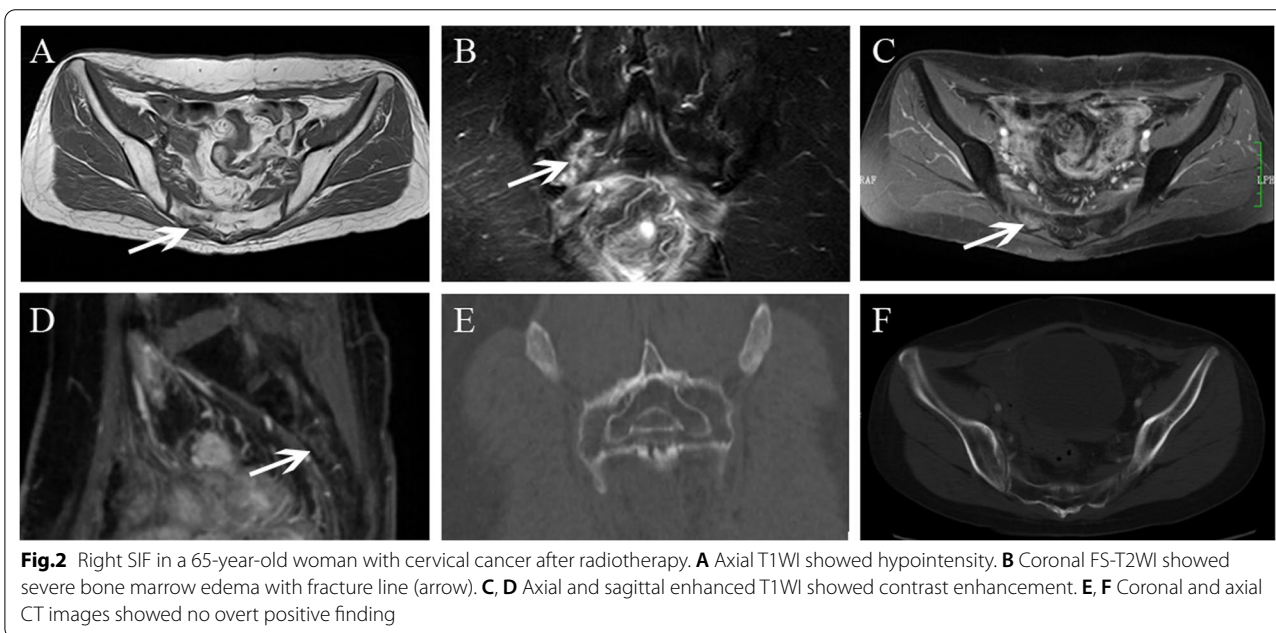 A
B
C
RAF
LPH
D
E
F
Fig.2 Right SIF in a 65-year-old woman with cervical cancer after radiotherapy. A Axial T1WI showed hypointensity. B Coronal FS-T2WI showed
severe bone marrow edema with fracture line (arrow). C, D Axial and sagittal enhanced T1WI showed contrast enhancement. E, F Coronal and axial
CT images showed no overt positive finding